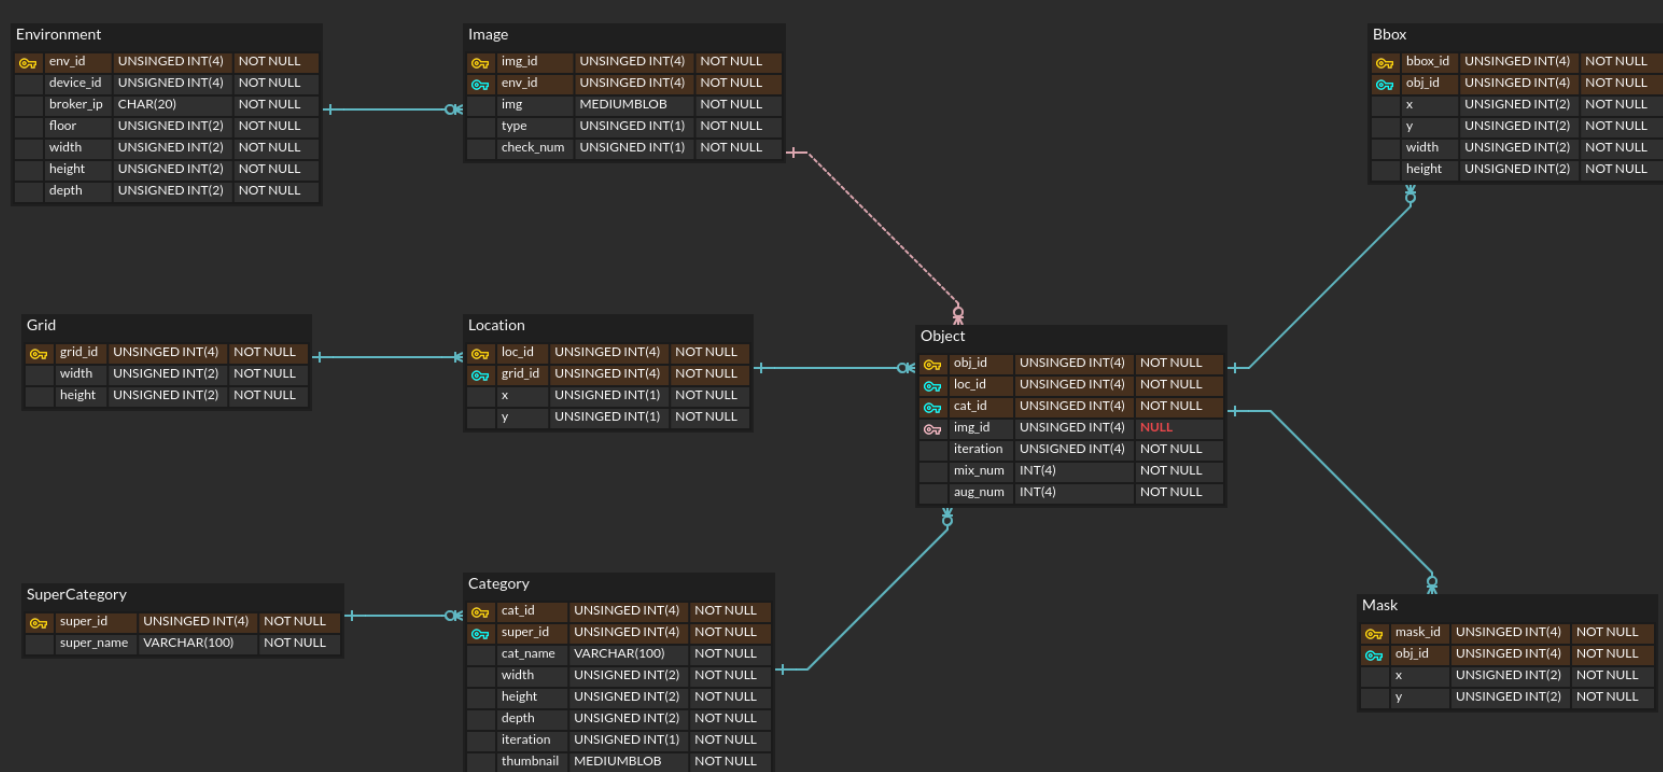 Environment
env_id UNSINGED INT(4) NOT NULL
device_id UNSIGNED INT(4) NOT NULL
broker_ip CHAR(20) NOT NULL
floor UNSIGNED INT(2) NOT NULL
width UNSIGNED INT(2) NOT NULL
height UNSIGNED INT(2) NOT NULL
depth UNSIGNED INT(2) NOT NULL
Image
img_id UNSINGED INT(4) NOT NULL
env_id UNSINGED INT(4) NOT NULL
img MEDIUMBLOB NOT NULL
type UNSINGED INT(1) NOT NULL
check_num UNSIGNED INT(1) NOT NULL
Bbox
bbox_id UNSINGED INT(4) NOT NULL
obj_id UNSINGED INT(4) NOT NULL
x UNSIGNED INT(2) NOT NULL
y UNSINGED INT(2) NOT NULL
width UNSINGED INT(2) NOT NULL
height UNSINGED INT(2) NOT NULL
Grid
grid_id UNSINGED INT(4) NOT NULL
width UNSIGNED INT(2) NOT NULL
height UNSINGED INT(2) NOT NULL
Location
loc_id UNSINGED INT(4) NOT NULL
grid_id UNSINGED INT(4) NOT NULL
x UNSIGNED INT(1) NOT NULL
y UNSINGED INT(1) NOT NULL
Object
obj_id UNSINGED INT(4) NOT NULL
loc_id UNSINGED INT(4) NOT NULL
cat_id UNSINGED INT(4) NOT NULL
img_id UNSINGED INT(4) NULL
iteration UNSIGNED INT(4) NOT NULL
mix_num INT(4) NOT NULL
aug_num INT(4) NOT NULL
SuperCategory
super_id UNSINGED INT(4) NOT NULL
super_name VARCHAR(100) NOT NULL
Category
cat_id UNSINGED INT(4) NOT NULL
super_id UNSINGED INT(4) NOT NULL
cat_name VARCHAR(100) NOT NULL
width UNSIGNED INT(2) NOT NULL
height UNSIGNED INT(2) NOT NULL
depth UNSIGNED INT(2) NOT NULL
iteration UNSIGNED INT(1) NOT NULL
thumbnail MEDIUMBLOB NOT NULL
Mask
mask_id UNSINGED INT(4) NOT NULL
obj_id UNSINGED INT(4) NOT NULL
x UNSIGNED INT(2) NOT NULL
y UNSINGED INT(2) NOT NULL